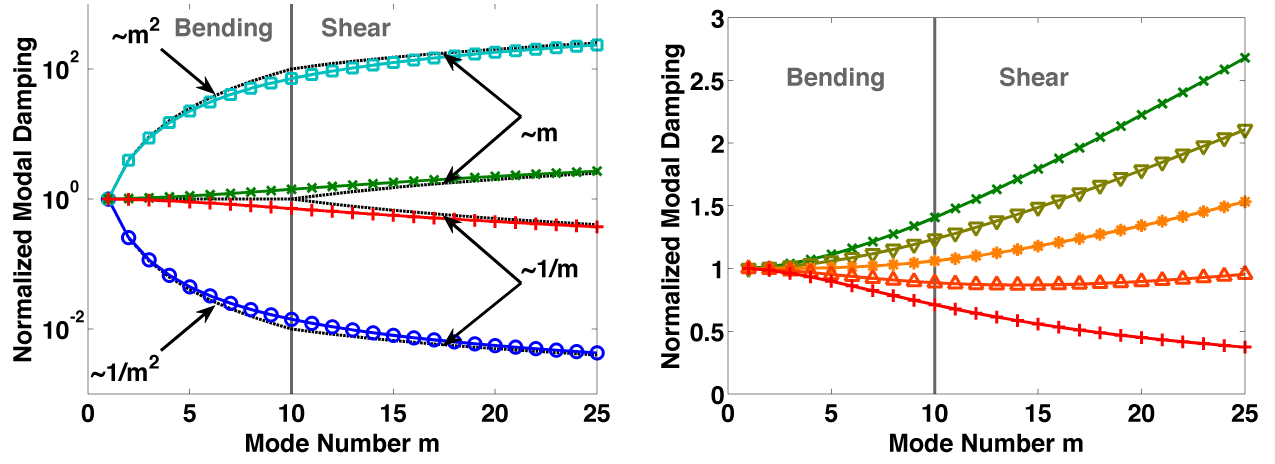 Bending Shear
~m2
~m
~1/m
~1/m2
10 2
10 0
10 -2
0 5 10 15 20 25
Mode Number m
Normalized Modal Damping
Bending Shear
3
2.5
2
1.5
1
0.5
0
0 5 10 15 20 25
Mode Number m
Normalized Modal Damping